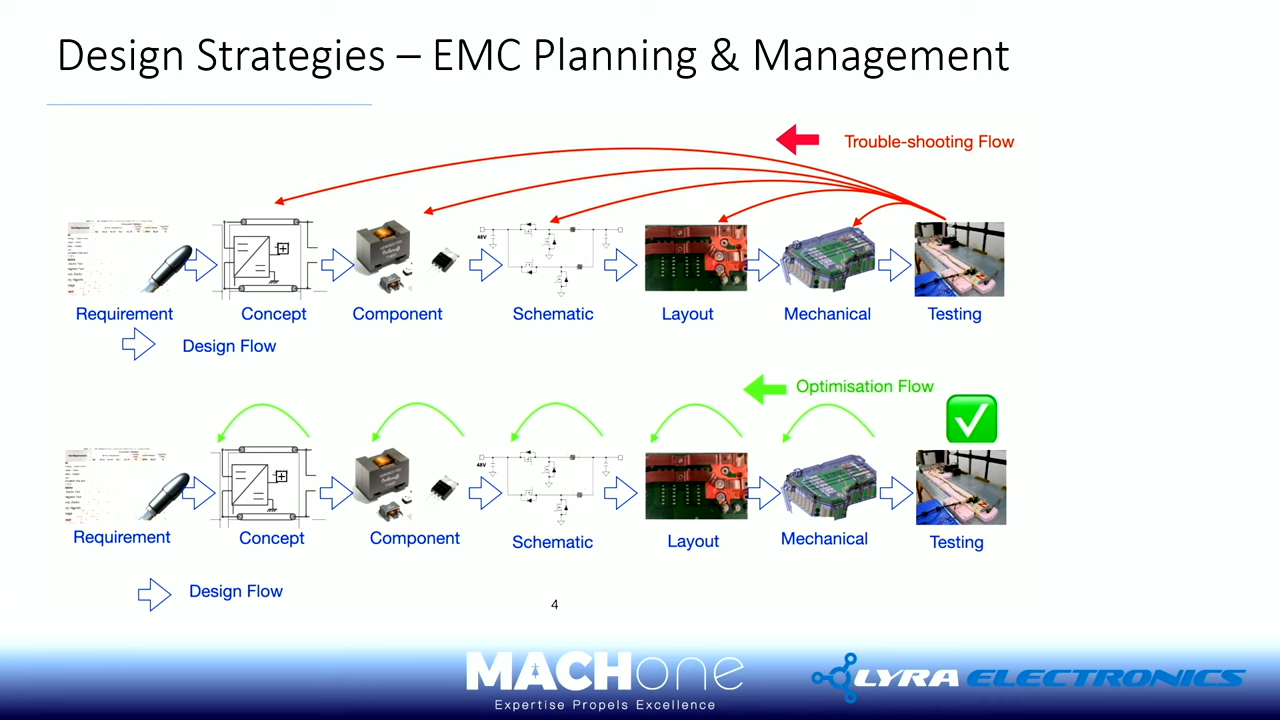 Design Strategies – EMC Planning & Management
Trouble-shooting Flow
48V
Requirement
Concept
Component
Schematic
Layout
Mechanical
Testing
Design Flow
Optimisation Flow
48V
Requirement
Concept
Component
Schematic
Layout
Mechanical
Testing
Design Flow
4
MACHone
Expertise Propels Excellence
LYRA ELECTRONICS